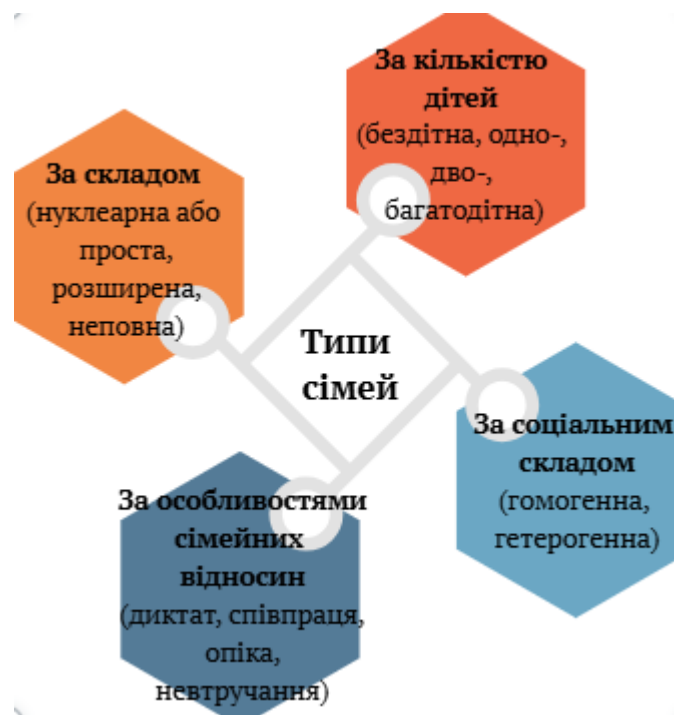 За кількістю
дітей
(бездітна, одно-,
дво-,
багатодітна)
За складом
(нуклеарна або
проста,
розширена,
неповна)
Типи
сімей
За соціальним
складом
(гомогенна,
гетерогенна)
За особливостями
сімейних
відносин
(диктат, співпраця,
опіка,
невтручання)